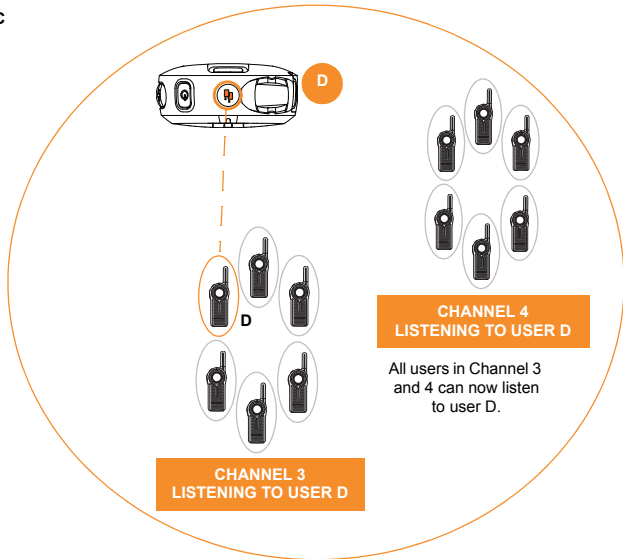 C
D
D
CHANNEL 4
LISTENING TO USER D
All users in Channel 3
and 4 can now listen
to user D.
CHANNEL 3
LISTENING TO USER D